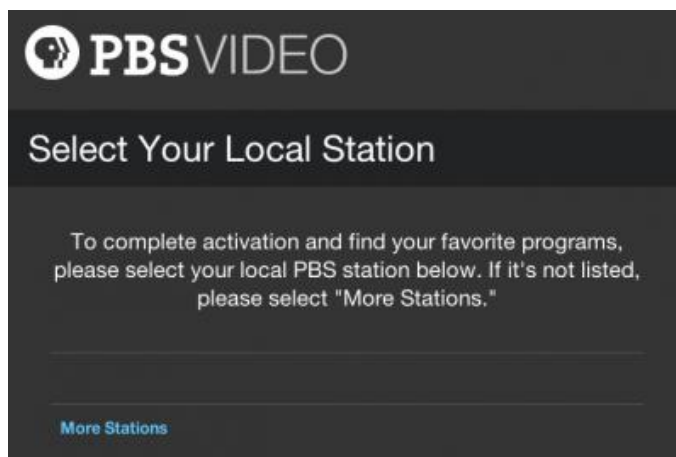 PBS VIDEO
Select Your Local Station
To complete activation and find your favorite programs,
please select your local PBS station below. If it's not listed,
please select "More Stations."
More Stations